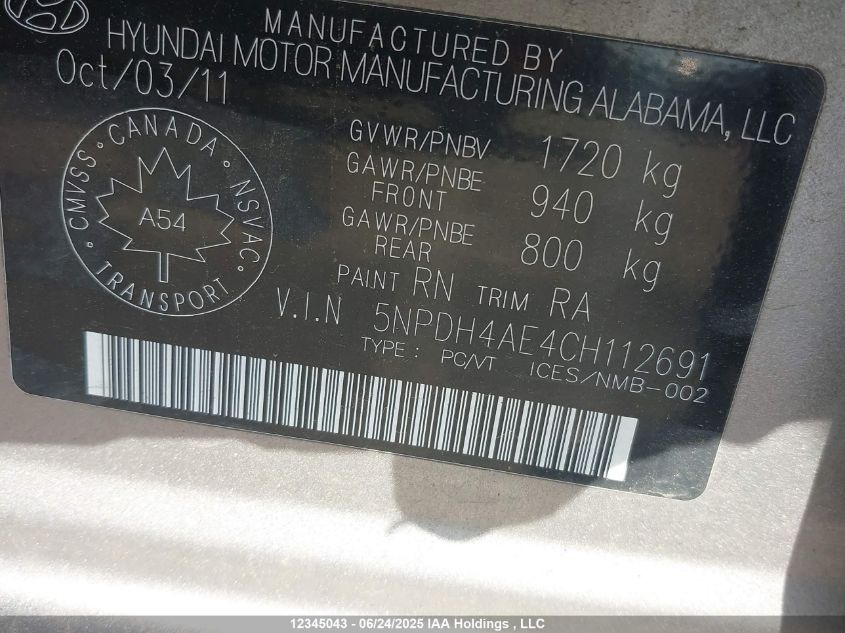 MANUFACTURED BY
HYUNDAI MOTOR MANUFACTURING ALABAMA, LLC
Oct/03/11
CMVSS · CANADA · NSVAC · TRANSPORT
A54
GVWR/PNBV 1720 kg
GAWR/PNBE FRONT 940 kg
GAWR/PNBE REAR 800 kg
PAINT RN TRIM RA
V.I.N 5NPDH4AE4CH112691
TYPE : PC/VT ICES/NMB-002
12345043 - 06/24/2025 IAA Holdings , LLC